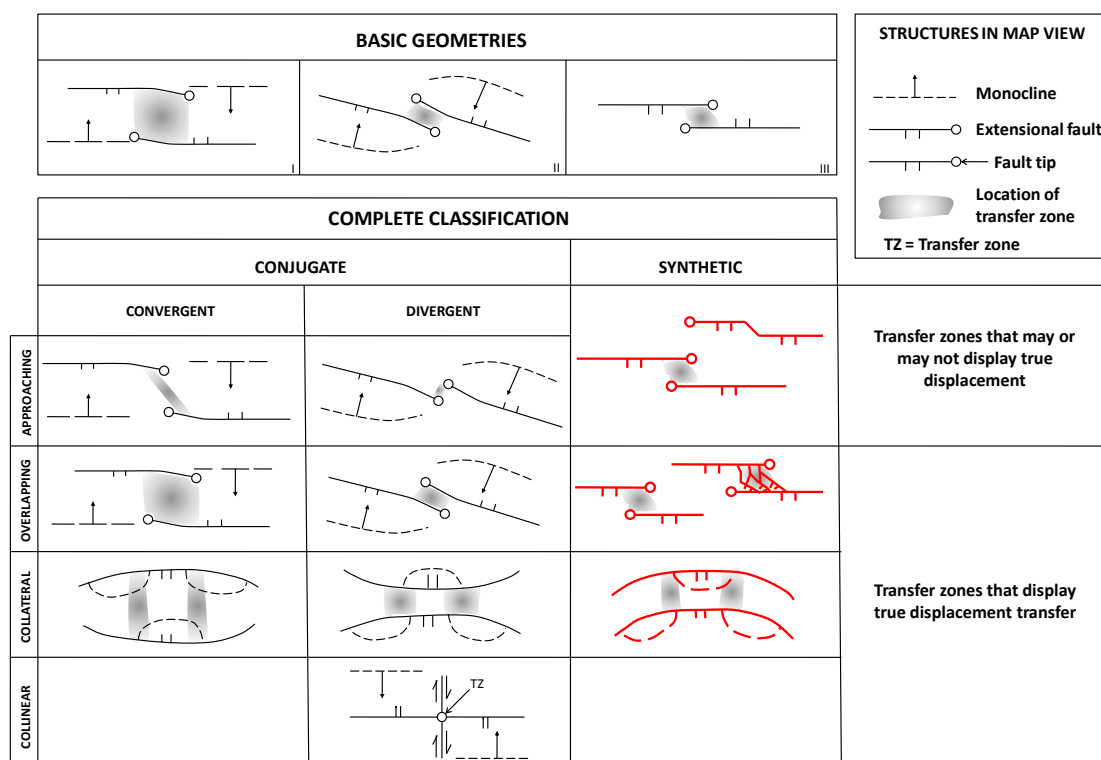 BASIC GEOMETRIES
I
II
III
STRUCTURES IN MAP VIEW
Monocline
Extensional fault
Fault tip
Location of
transfer zone
TZ = Transfer zone
COMPLETE CLASSIFICATION
CONJUGATE
SYNTHETIC
CONVERGENT
DIVERGENT
APPROACHING
Transfer zones that may or
may not display true
displacement
OVERLAPPING
COLLATERAL
Transfer zones that display
true displacement transfer
COLLINEAR
TZ